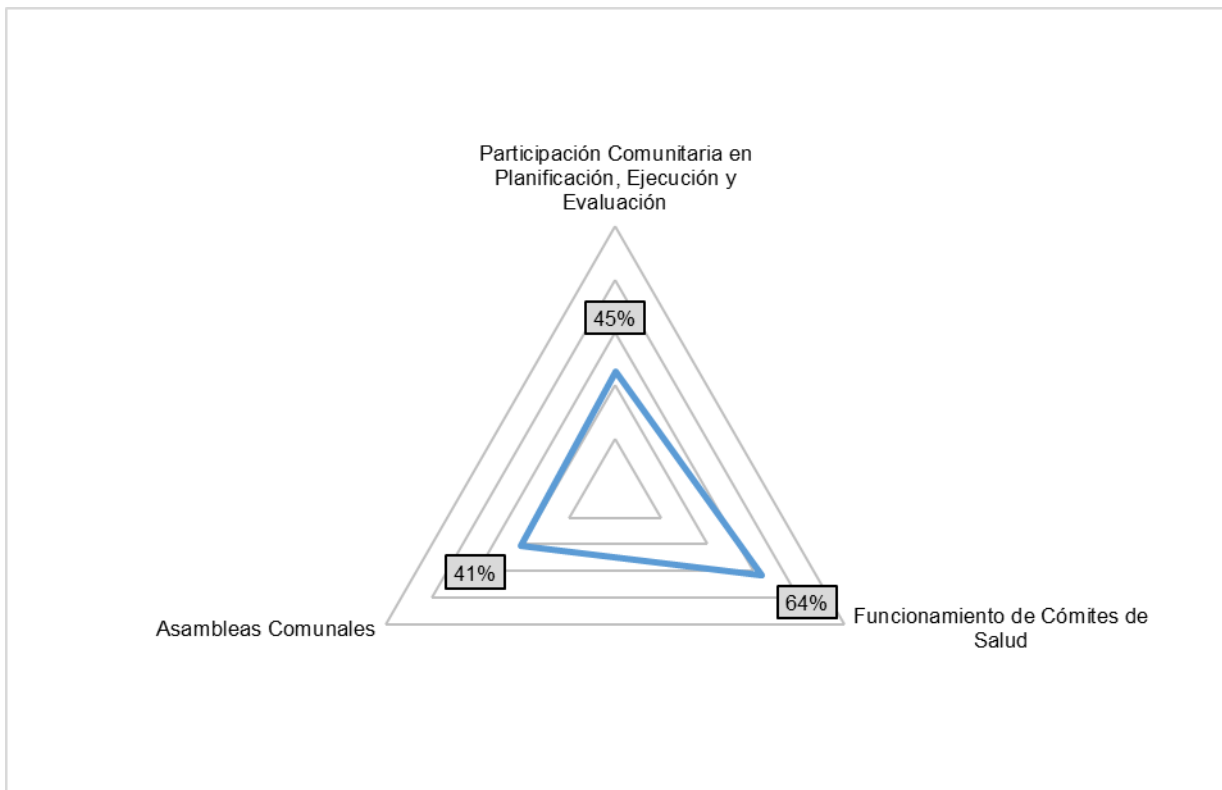 Participación Comunitaria en
Planificación, Ejecución y
Evaluación
45%
41%
64%
Asambleas Comunales
Funcionamiento de Cómites de
Salud